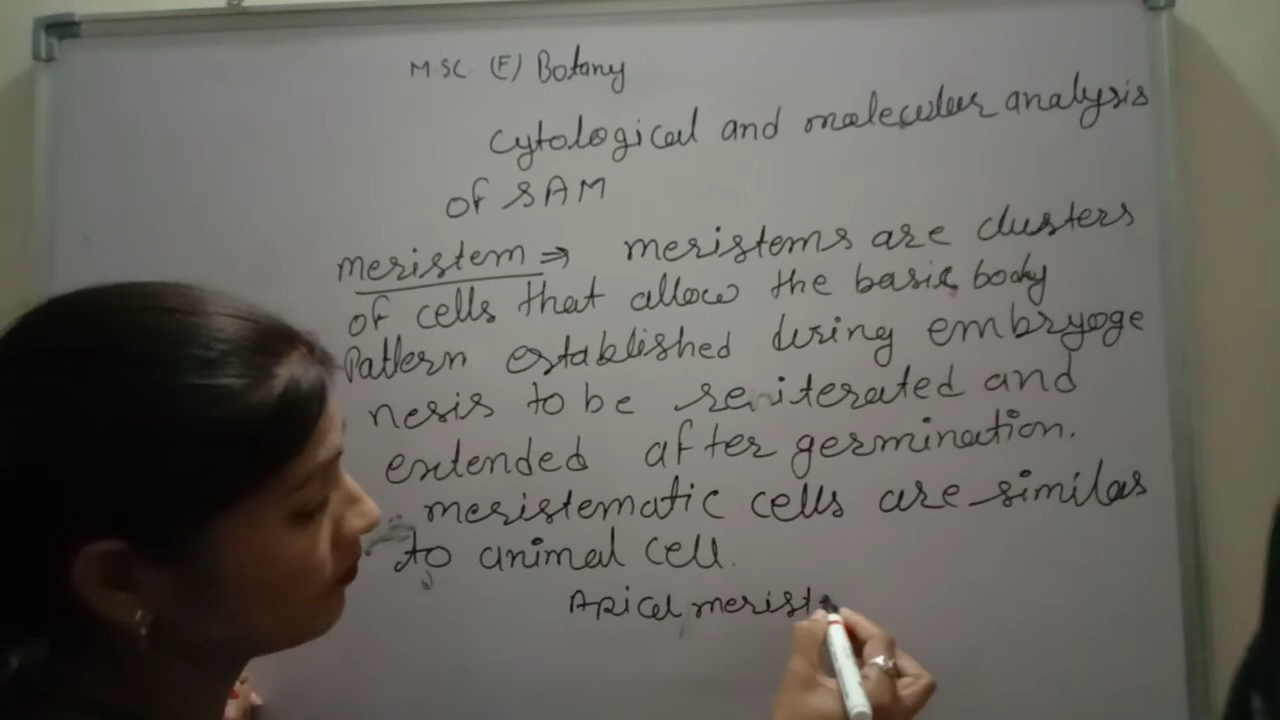 M.SC. (F) Botany
Cytological and molecular analysis
of SAM
Meristem ⇒ meristems are clusters
of cells that allow the basic body
Pattern established during embryoge
nesis to be reniterated and
extended after germination.
meristematic cells are similar
to animal cell.
Apical merist